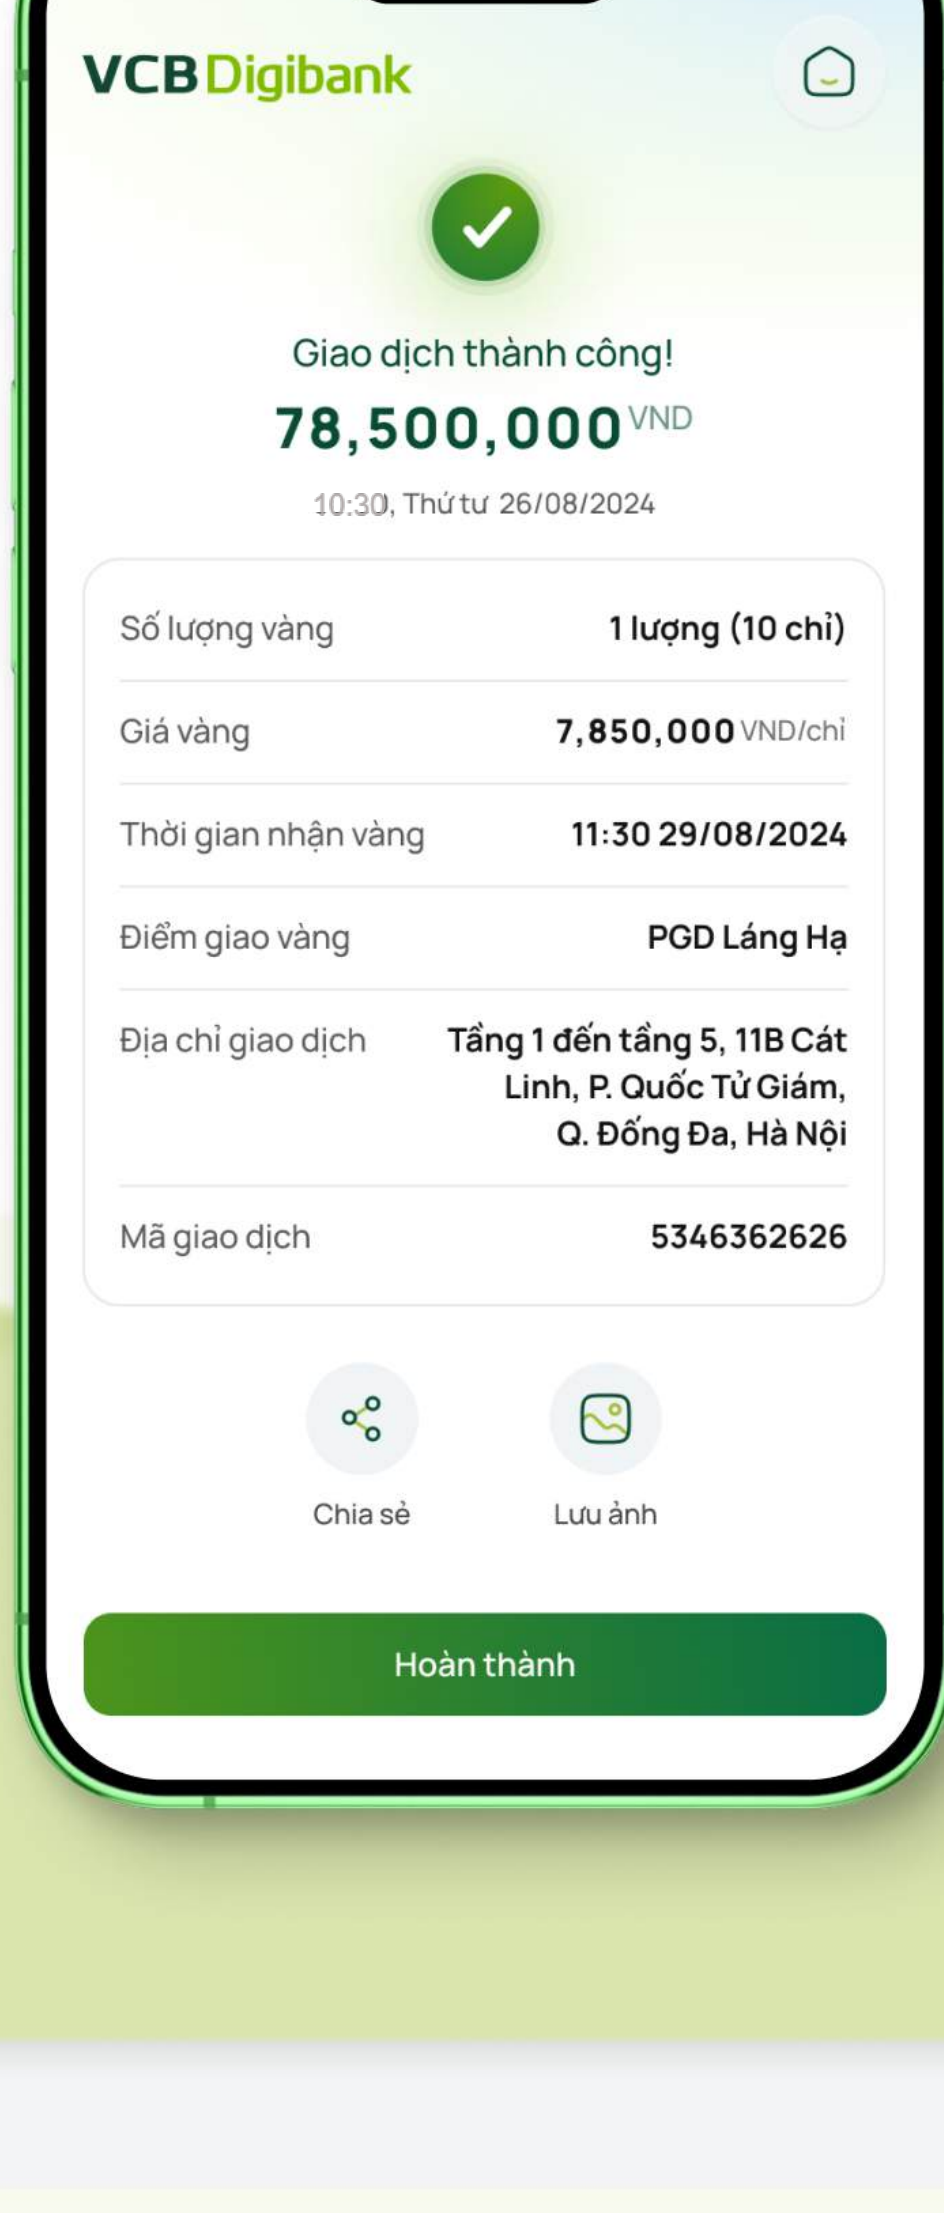 VCB Digibank
Giao dịch thành công!
78,500,000 VND
10:30, Thứ tư 26/08/2024
Số lượng vàng 1 lượng (10 chỉ)
Giá vàng 7,850,000 VND/chỉ
Thời gian nhận vàng 11:30 29/08/2024
Điểm giao vàng PGD Láng Hạ
Địa chỉ giao dịch Tầng 1 đến tầng 5, 11B Cát
Linh, P. Quốc Tử Giám,
Q. Đống Đa, Hà Nội
Mã giao dịch 5346362626
Chia sẻ Lưu ảnh
Hoàn thành